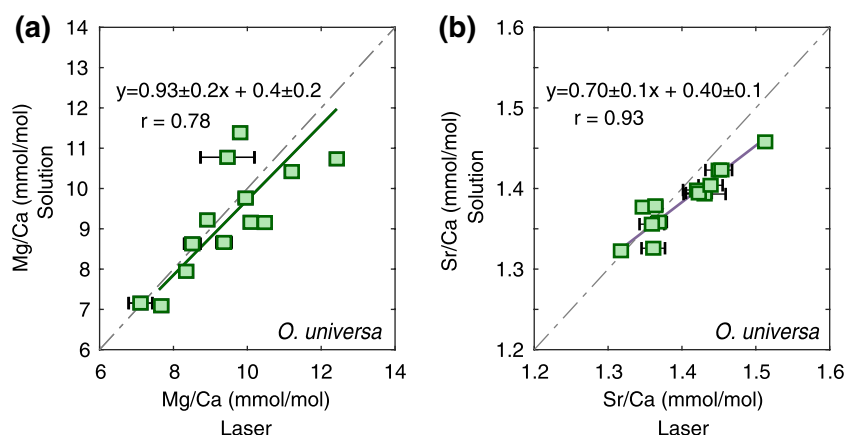 (a)
14
13
12
11
10
9
8
7
6
Mg/Ca (mmol/mol)
Solution
y=0.93±0.2x + 0.4±0.2
r = 0.78
O. universa
6 8 10 12 14
Mg/Ca (mmol/mol)
Laser
(b)
1.6
1.5
1.4
1.3
1.2
Sr/Ca (mmol/mol)
Solution
y=0.70±0.1x + 0.40±0.1
r = 0.93
O. universa
1.2 1.3 1.4 1.5 1.6
Sr/Ca (mmol/mol)
Laser